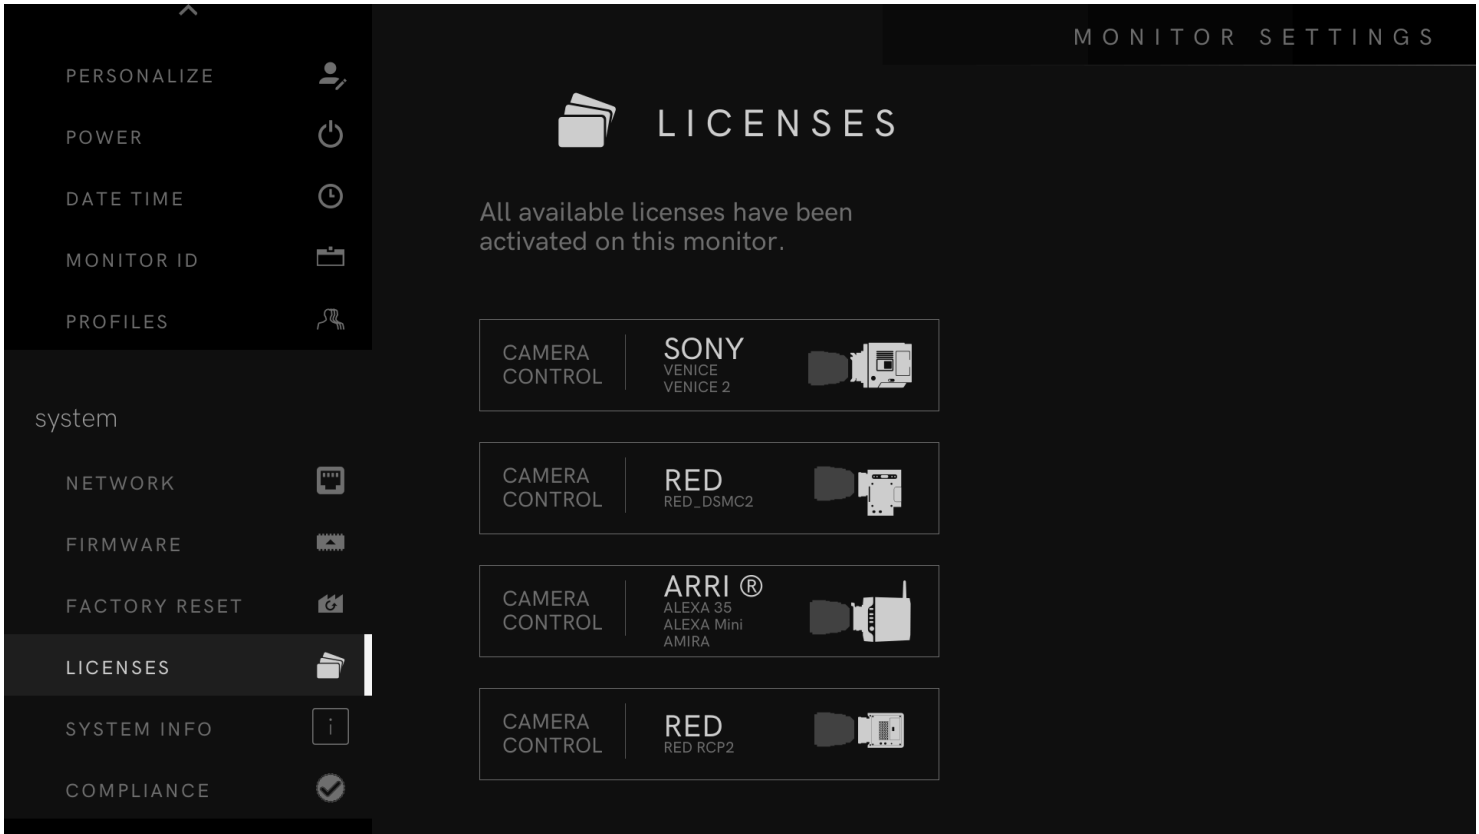 MONITOR SETTINGS
PERSONALIZE
POWER
DATE TIME
MONITOR ID
PROFILES
system
NETWORK
FIRMWARE
FACTORY RESET
LICENSES
SYSTEM INFO
i
COMPLIANCE
LICENSES
All available licenses have been
activated on this monitor.
CAMERA
CONTROL
SONY
VENICE
VENICE 2
CAMERA
CONTROL
RED
RED_DSMC2
CAMERA
CONTROL
ARRI ®
ALEXA 35
ALEXA Mini
AMIRA
CAMERA
CONTROL
RED
RED RCP2